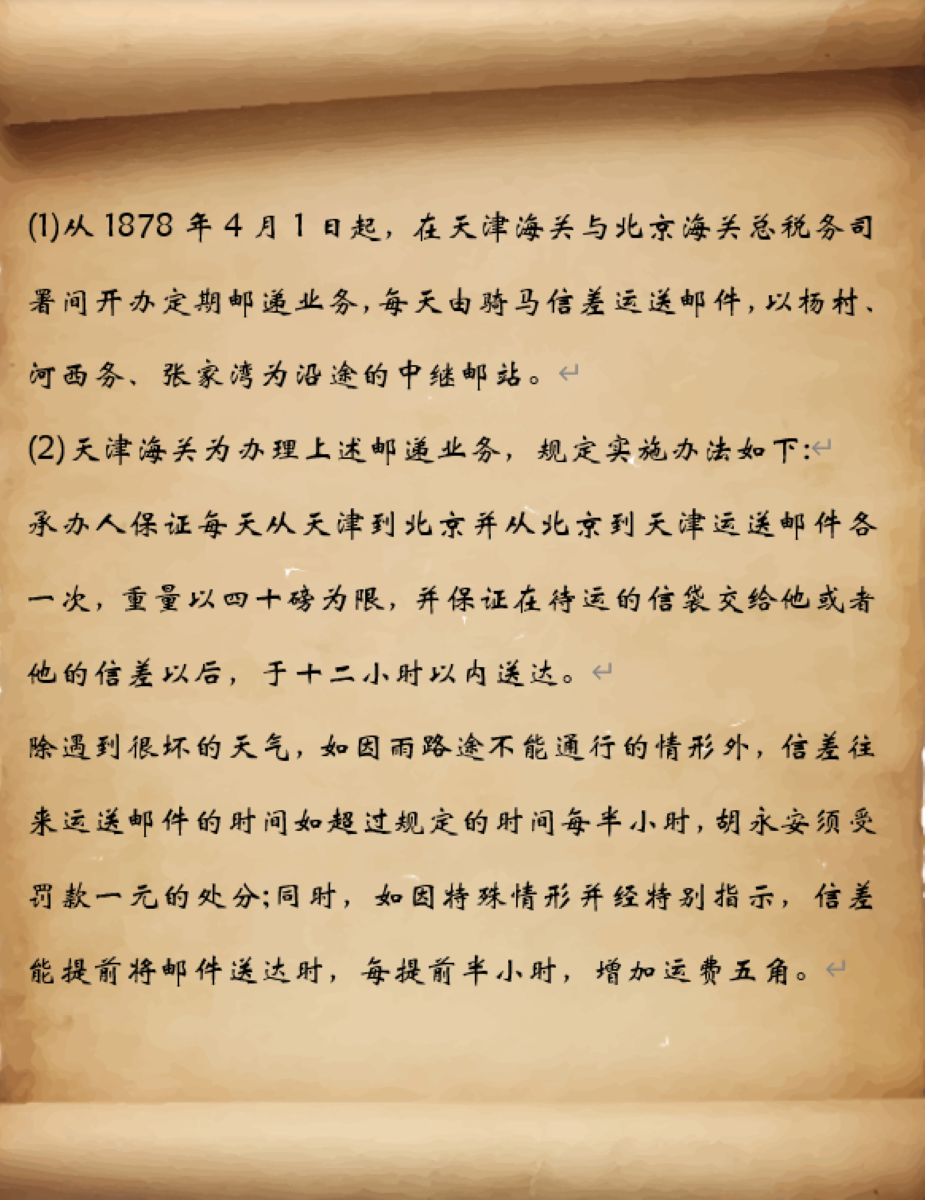 (1)从 1878 年 4 月 1 日起，在天津海关与北京海关总税务司
署间开办定期邮递业务,每天由骑马信差运送邮件,以杨村、
河西务、张家湾为沿途的中继邮站。↵
(2)天津海关为办理上述邮递业务，规定实施办法如下:↵
承办人保证每天从天津到北京并从北京到天津运送邮件各
一次，重量以四十磅为限，并保证在待运的信袋交给他或者
他的信差以后，于十二小时以内送达。↵
除遇到很坏的天气，如因雨路途不能通行的情形外，信差往
来运送邮件的时间如超过规定的时间每半小时,胡永安须受
罚款一元的处分;同时，如因特殊情形并经特别指示，信差
能提前将邮件送达时，每提前半小时，增加运费五角。↵